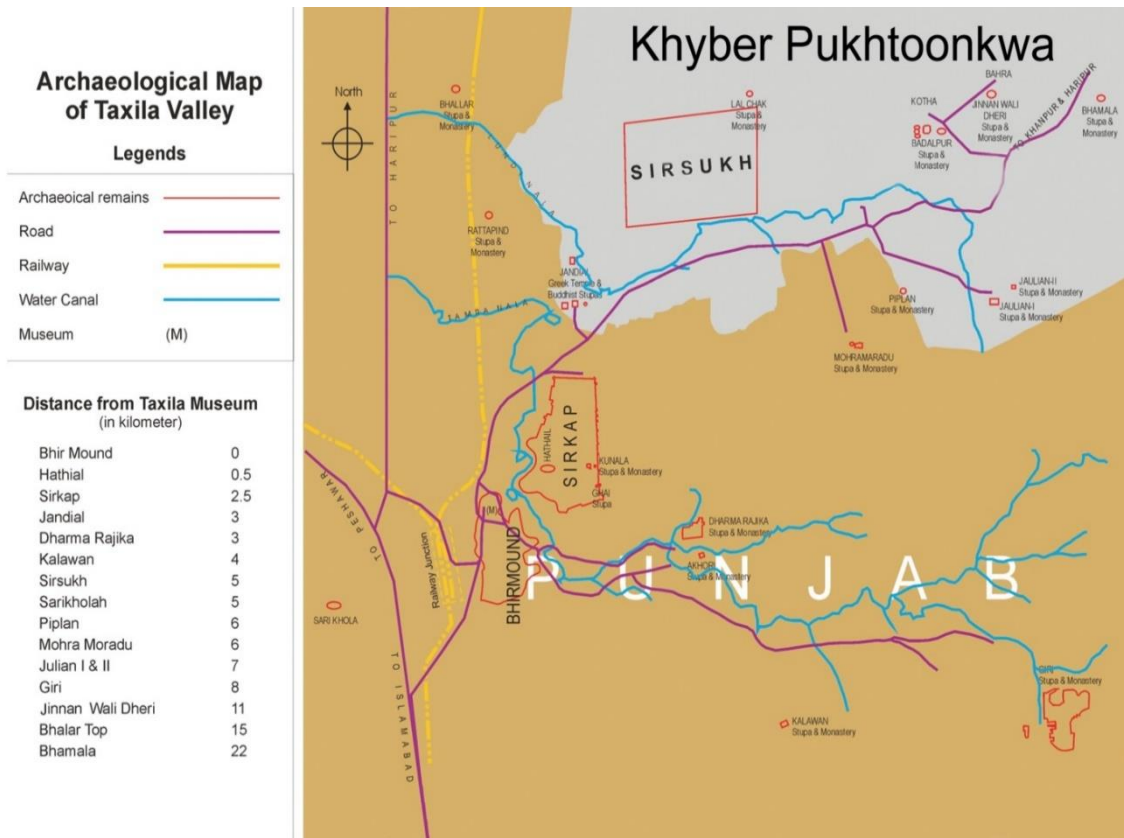 Archaeological Map
of Taxila Valley
Legends
Archaeoical remains
Road
Railway
Water Canal
Museum (M)
Distance from Taxila Museum
(in kilometer)
Bhir Mound 0
Hathial 0.5
Sirkap 2.5
Jandial 3
Dharma Rajika 3
Kalawan 4
Sirsukh 5
Sarikholah 5
Piplan 6
Mohra Moradu 6
Julian I & II 7
Giri 8
Jinnan Wali Dheri 11
Bhalar Top 15
Bhamala 22
Khyber Pukhtoonkwa
North
TO HARIPUR
BHALLAR
Stupa &
Monastery
LAL CHAK
Stupa &
Monastery
SIRSUKH
BAHRA
KOTHA
JINNAN WALI
DHERI
Stupa &
Monastery
BADALPUR
Stupa &
Monastery
TO KHANPUR & HARIPUR
BHAMALA
Stupa &
Monastery
RATTAPIND
Stupa &
Monastery
NALA
Greek Temple &
Buddhist Stupas
NALA
PIPLAN
Stupa & Monastery
JAULIAN-II
Stupa & Monastery
JAULIAN-I
Stupa & Monastery
MOHRAMARADU
Stupa & Monastery
HATHAIL
SIRKAP
KUNALA
Stupa & Monastery
GHAI
Stupa
TO PESHAWAR
Railway Junction
(M)
BHIRMOUND
DHARMA RAJIKA
Stupa & Monastery
AKHORI
Stupa & Monastery
PUNJAB
SARI KHOLA
TO ISLAMABAD
GIRI
Stupa & Monastery
KALAWAN
Stupa & Monastery